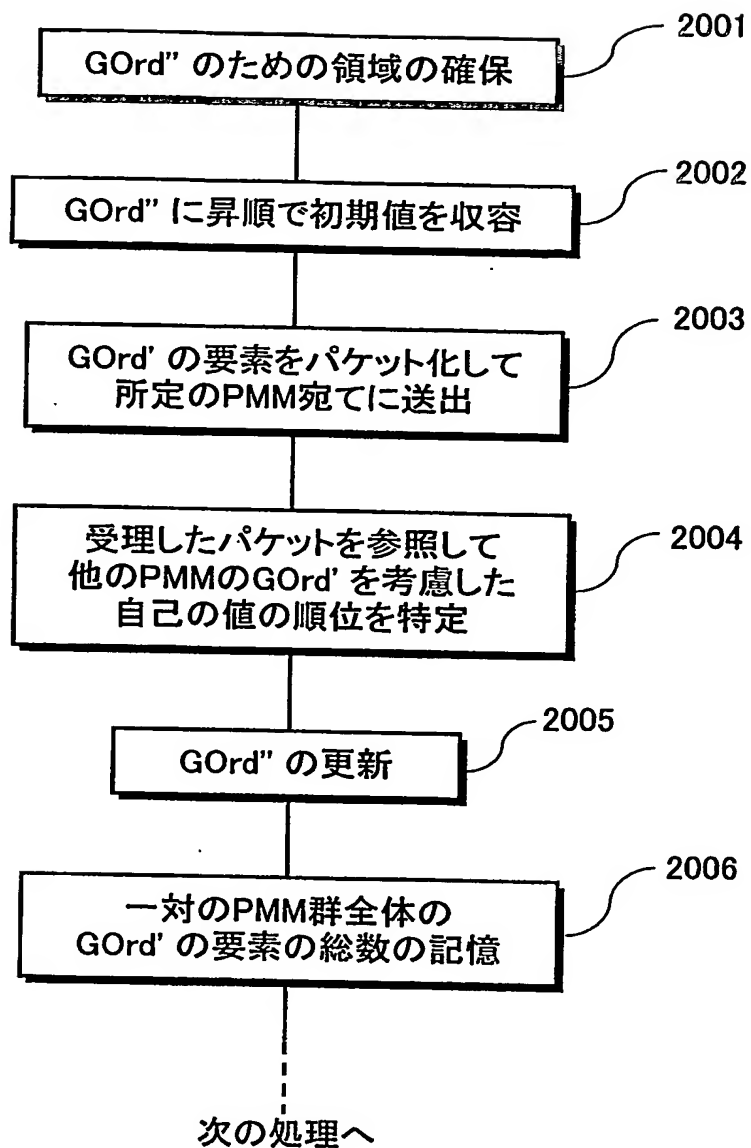 2001
GOrd” のための領域の確保
2002
GOrd” に昇順で初期値を収容
2003
GOrd’ の要素をパケット化して
所定のPMM宛てに送出
2004
受理したパケットを参照して
他のPMMのGOrd’ を考慮した
自己の値の順位を特定
2005
GOrd” の更新
2006
一対のPMM群全体の
GOrd’ の要素の総数の記憶
次の処理へ